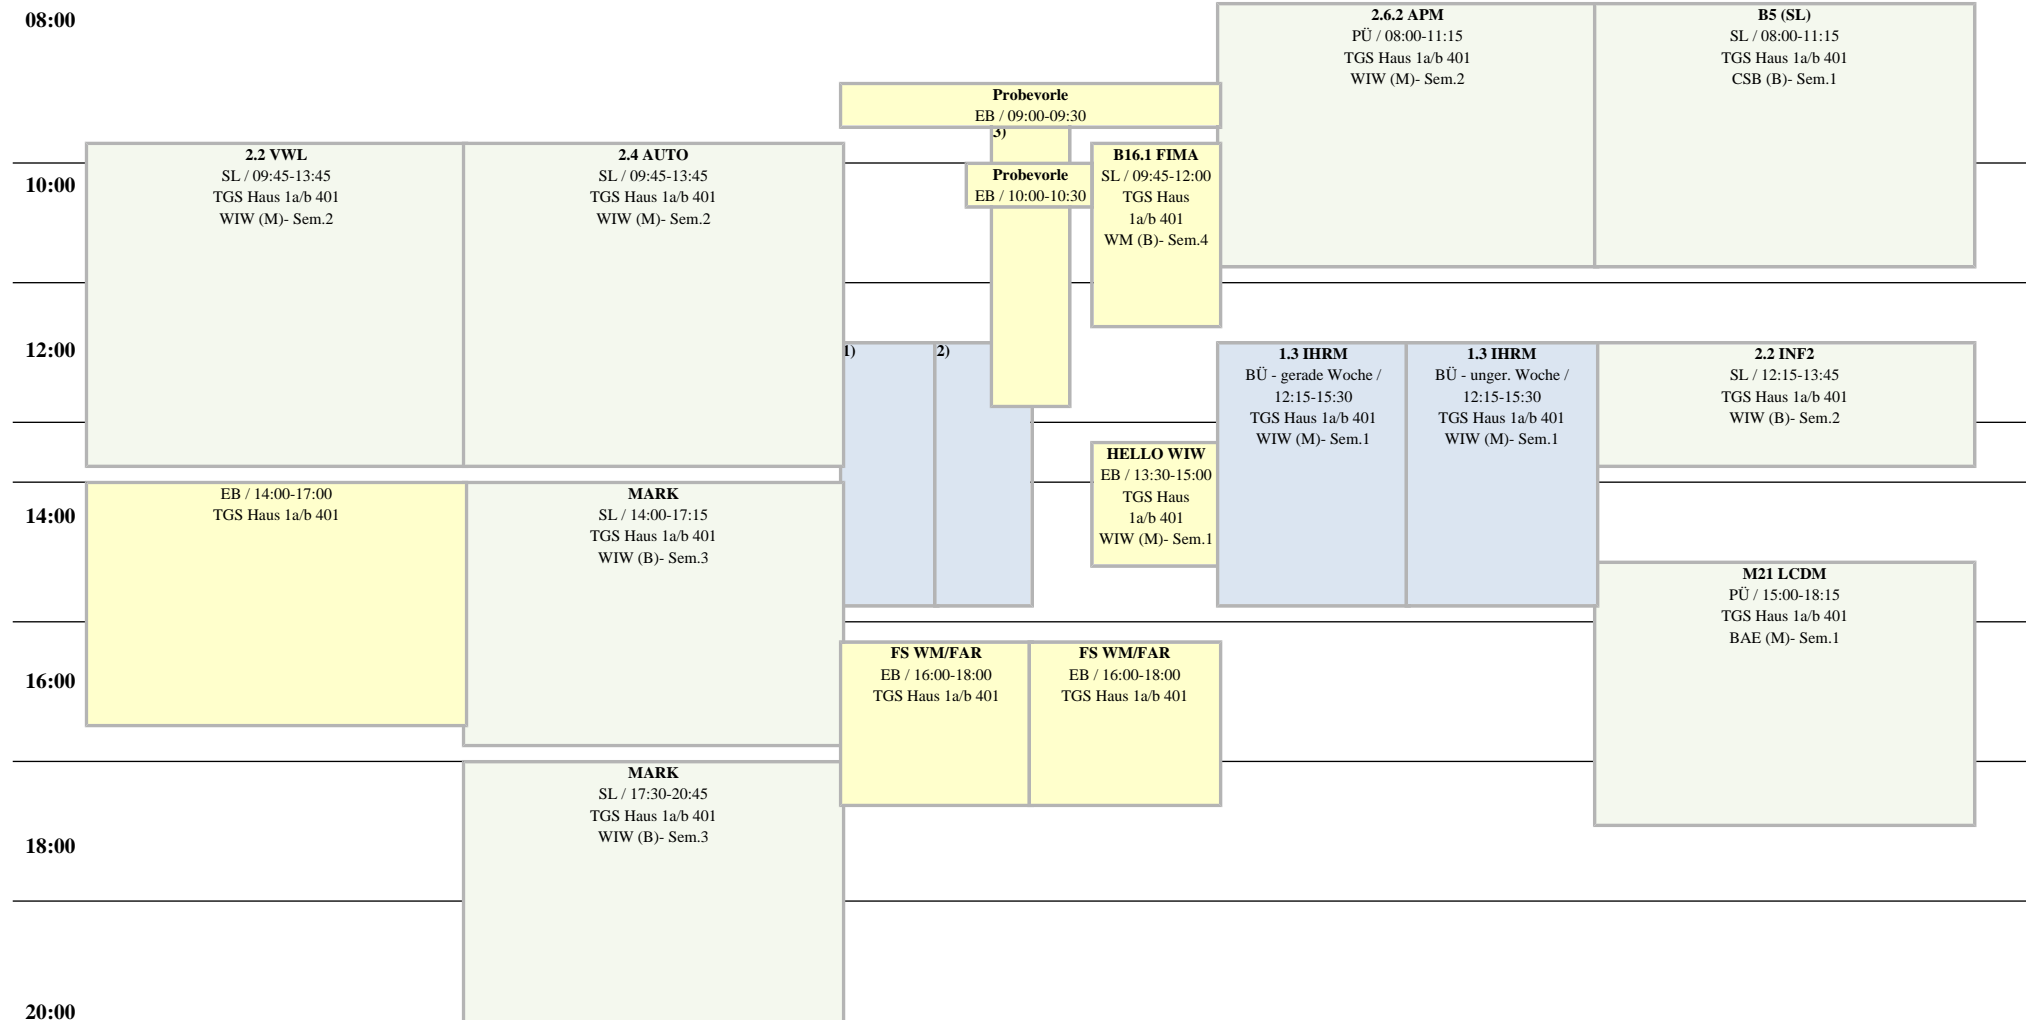 08:00
10:00
12:00
14:00
16:00
18:00
20:00
2.2 VWL
SL / 09:45-13:45
TGS Haus 1a/b 401
WIW (M)- Sem.2
EB / 14:00-17:00
TGS Haus 1a/b 401
2.4 AUTO
SL / 09:45-13:45
TGS Haus 1a/b 401
WIW (M)- Sem.2
MARK
SL / 14:00-17:15
TGS Haus 1a/b 401
WIW (B)- Sem.3
MARK
SL / 17:30-20:45
TGS Haus 1a/b 401
WIW (B)- Sem.3
Probevorle
EB / 09:00-09:30
3)
Probevorle
EB / 10:00-10:30
B16.1 FIMA
SL / 09:45-12:00
TGS Haus
1a/b 401
WM (B)- Sem.4
1)
2)
HELLO WIW
EB / 13:30-15:00
TGS Haus
1a/b 401
WIW (M)- Sem.1
FS WM/FAR
EB / 16:00-18:00
TGS Haus 1a/b 401
FS WM/FAR
EB / 16:00-18:00
TGS Haus 1a/b 401
2.6.2 APM
PÜ / 08:00-11:15
TGS Haus 1a/b 401
WIW (M)- Sem.2
1.3 IHRM
BÜ - gerade Woche /
12:15-15:30
TGS Haus 1a/b 401
WIW (M)- Sem.1
1.3 IHRM
BÜ - unger. Woche /
12:15-15:30
TGS Haus 1a/b 401
WIW (M)- Sem.1
B5 (SL)
SL / 08:00-11:15
TGS Haus 1a/b 401
CSB (B)- Sem.1
2.2 INF2
SL / 12:15-13:45
TGS Haus 1a/b 401
WIW (B)- Sem.2
M21 LCDM
PÜ / 15:00-18:15
TGS Haus 1a/b 401
BAE (M)- Sem.1